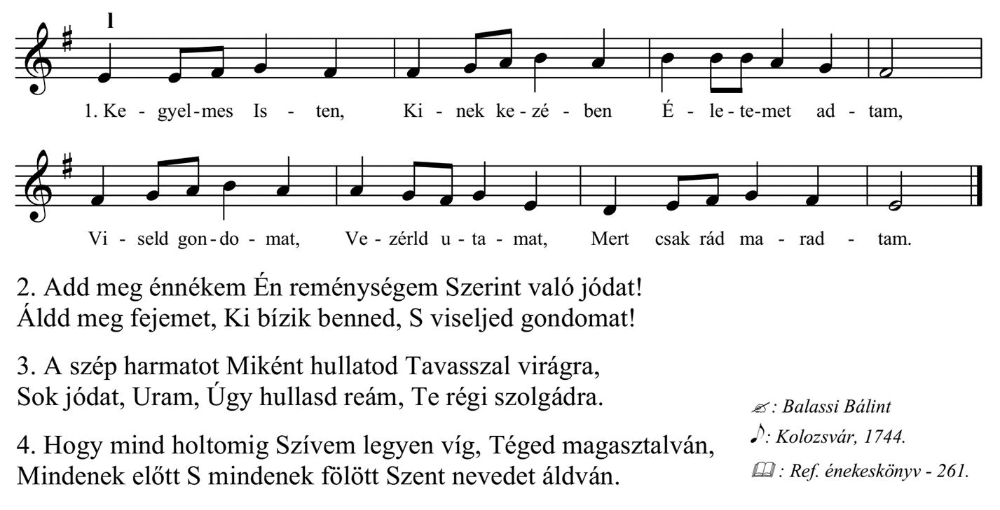 l
1. Ke - gyel-mes Is - ten, Ki - nek ke-zé - ben É - le-te-met ad - tam,
Vi - seld gon-do - mat, Ve - zérld u-ta - mat, Mert csak rád ma - rad - tam.
2. Add meg énnékem Én reménységem Szerint való jódat!
Áldd meg fejemet, Ki bízik benned, S viseljed gondomat!
3. A szép harmatot Miként hullatod Tavasszal virágra,
Sok jódat, Uram, Úgy hullasd reám, Te régi szolgádra.
4. Hogy mind holtomig Szívem legyen víg, Téged magasztalván,
Mindenek előtt S mindenek fölött Szent nevedet áldván.
: Balassi Bálint
: Kolozsvár, 1744.
: Ref. énekeskönyv - 261.